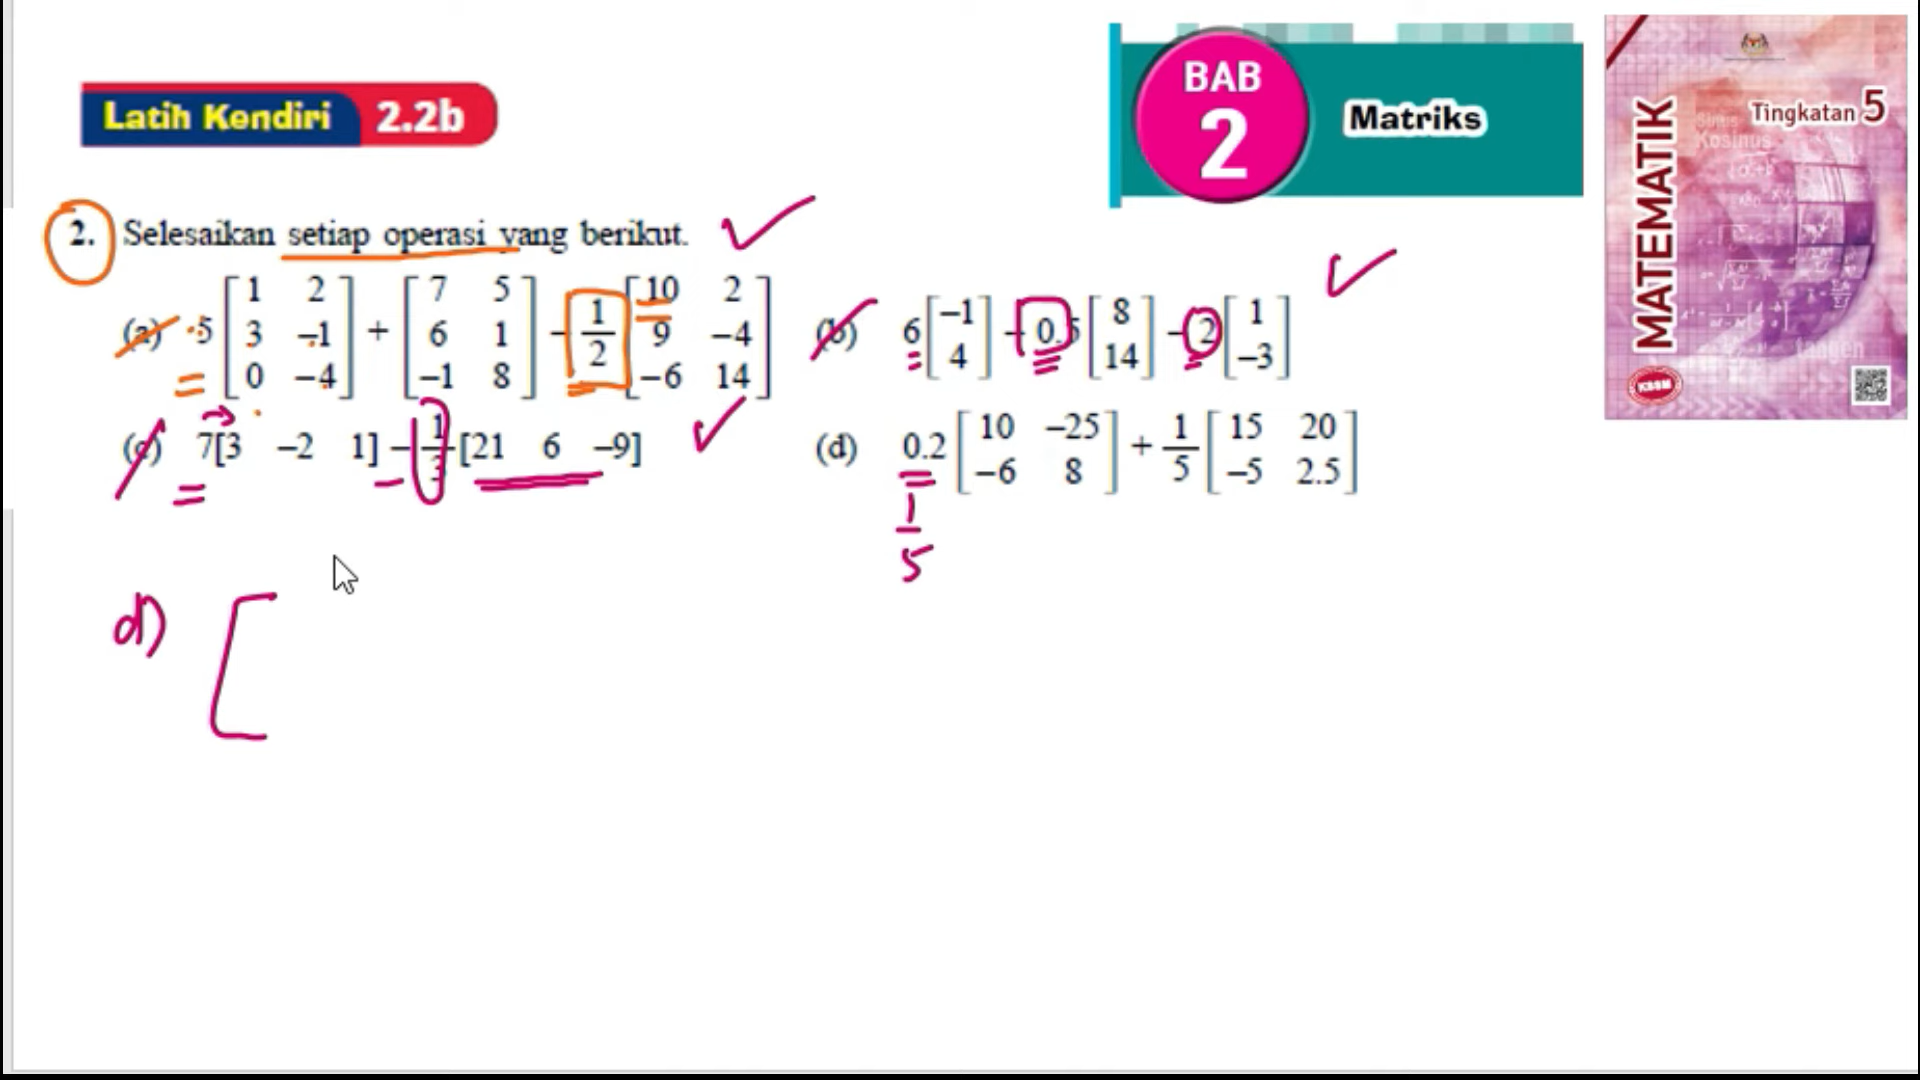 BAB
2
Matriks
Latih Kendiri 2.2b
MATEMATIK
Tingkatan 5
Kosinus
KSSM
2. Selesaikan setiap operasi yang berikut.
(a) 5 [1 2; 3 −1; 0 −4] + [7 5; 6 1; −1 8] − 1/2 [10 2; 9 −4; −6 14]
(b) 6 [−1; 4] + 0.5 [8; 14] − 2 [1; −3]
(c) 7[3 −2 1] − 1/3 [21 6 −9]
(d) 0.2 [10 −25; −6 8] + 1/5 [15 20; −5 2.5]
1/5
d) [